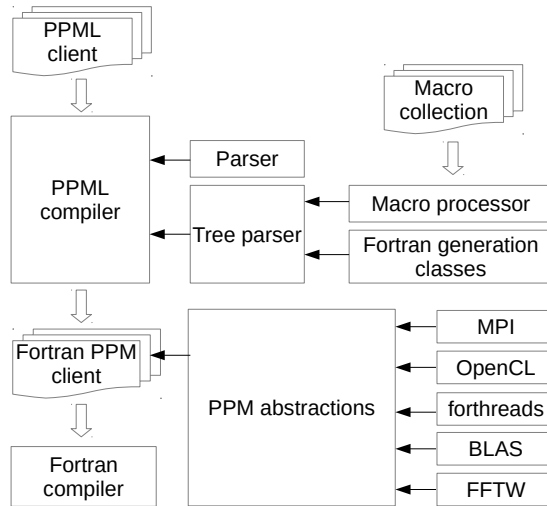 PPML
client
Macro
collection
Parser
PPML
compiler
Tree parser
Macro processor
Fortran generation
classes
Fortran PPM
client
PPM abstractions
MPI
OpenCL
forthreads
BLAS
FFTW
Fortran
compiler